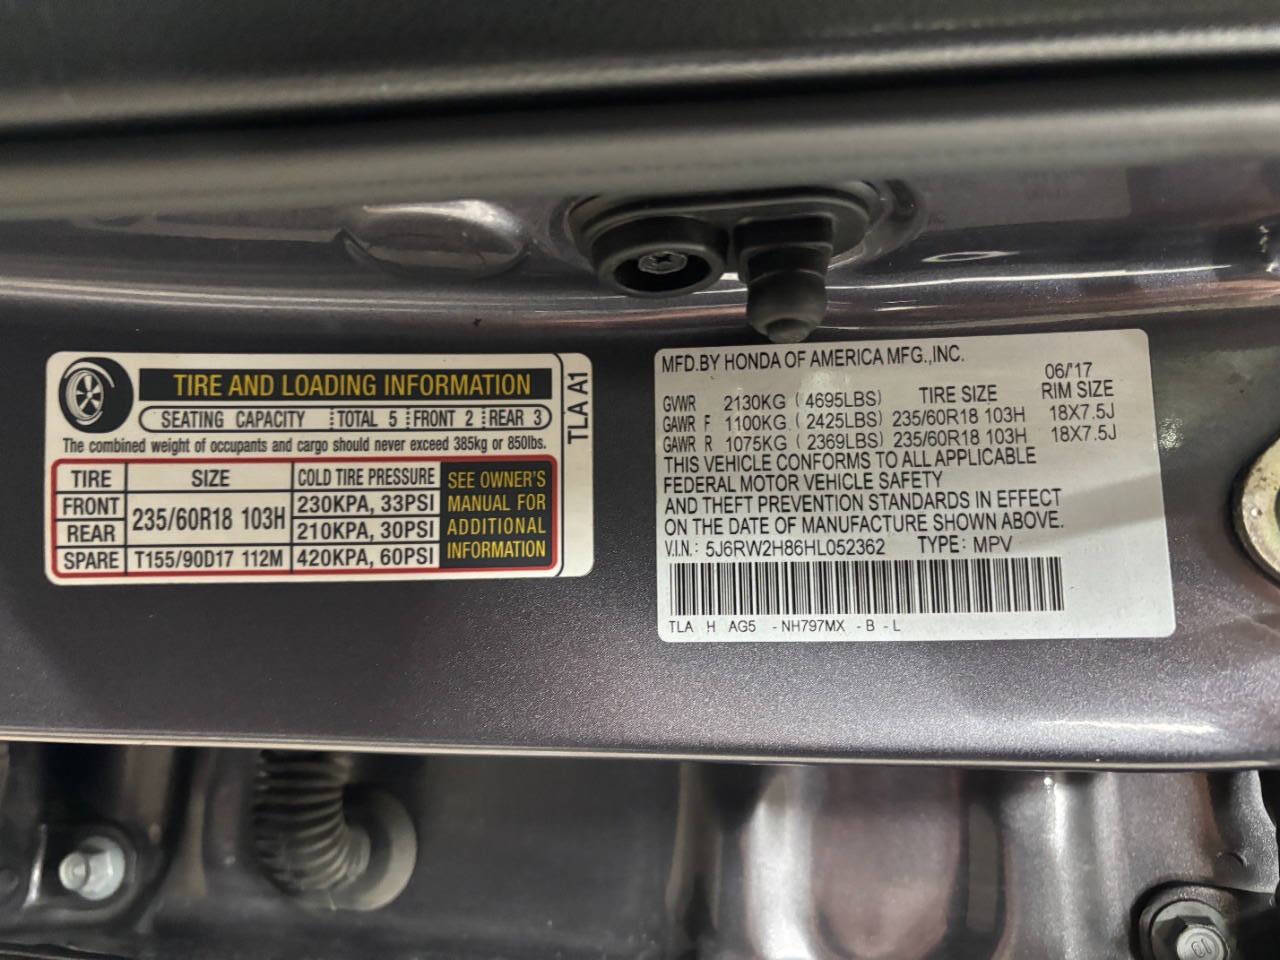 TIRE AND LOADING INFORMATION
SEATING CAPACITY TOTAL 5 FRONT 2 REAR 3
The combined weight of occupants and cargo should never exceed 385kg or 850lbs.
TIRE SIZE COLD TIRE PRESSURE
FRONT 235/60R18 103H 230KPA, 33PSI
REAR 210KPA, 30PSI
SPARE T155/90D17 112M 420KPA, 60PSI
SEE OWNER'S
MANUAL FOR
ADDITIONAL
INFORMATION
TLA A1
MFD.BY HONDA OF AMERICA MFG.,INC.
06/'17
GVWR 2130KG (4695LBS) TIRE SIZE RIM SIZE
GAWR F 1100KG (2425LBS) 235/60R18 103H 18X7.5J
GAWR R 1075KG (2369LBS) 235/60R18 103H 18X7.5J
THIS VEHICLE CONFORMS TO ALL APPLICABLE
FEDERAL MOTOR VEHICLE SAFETY
AND THEFT PREVENTION STANDARDS IN EFFECT
ON THE DATE OF MANUFACTURE SHOWN ABOVE.
V.I.N.: 5J6RW2H86HL052362 TYPE: MPV
TLA H AG5 -NH797MX -B -L